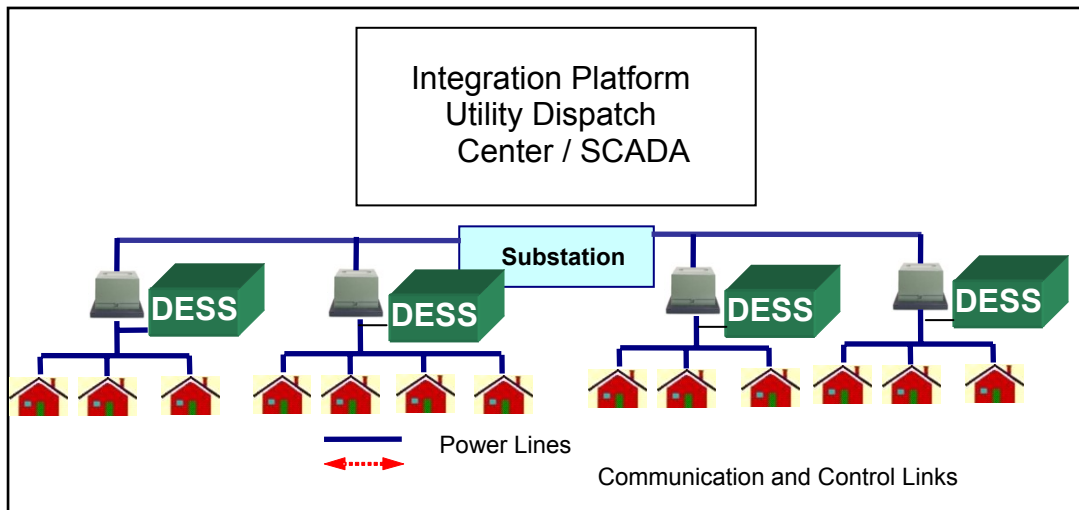 Integration Platform
Utility Dispatch
Center / SCADA
Substation
DESS
DESS
DESS
DESS
Power Lines
Communication and Control Links